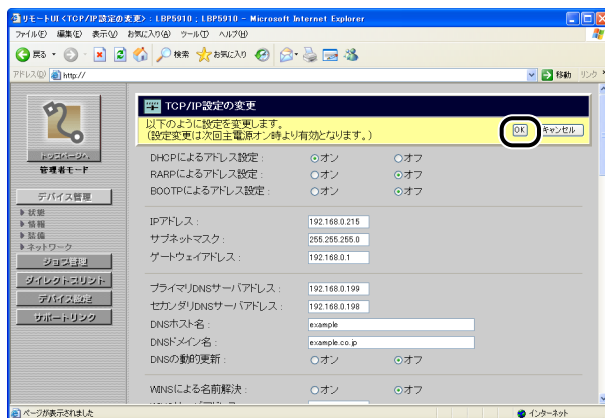 リモートUI <TCP/IP設定の変更> : LBP5910 ; LBP5910 - Microsoft Internet Explorer
ファイル(F) 編集(E) 表示(V) お気に入り(A) ツール(T) ヘルプ(H)
戻る 検索 お気に入り
アドレス(D) http:// 移動 リンク
TCP/IP設定の変更
以下のように設定を変更します。
(設定変更は次回主電源オン時より有効となります。)
OK キャンセル
トップページへ
管理者モード
デバイス管理
状態
情報
装備
ネットワーク
ジョブ管理
ダイレクトプリント
デバイス設定
サポートリンク
DHCPによるアドレス設定 : オン オフ
RARPによるアドレス設定 : オン オフ
BOOTPによるアドレス設定 : オン オフ
IPアドレス : 192.168.0.215
サブネットマスク : 255.255.255.0
ゲートウェイアドレス : 192.168.0.1
プライマリDNSサーバアドレス : 192.168.0.199
セカンダリDNSサーバアドレス : 192.168.0.198
DNSホスト名 : example
DNSドメイン名 : example.co.jp
DNSの動的更新 : オン オフ
WINSによる名前解決 : オン オフ
ページが表示されました インターネット